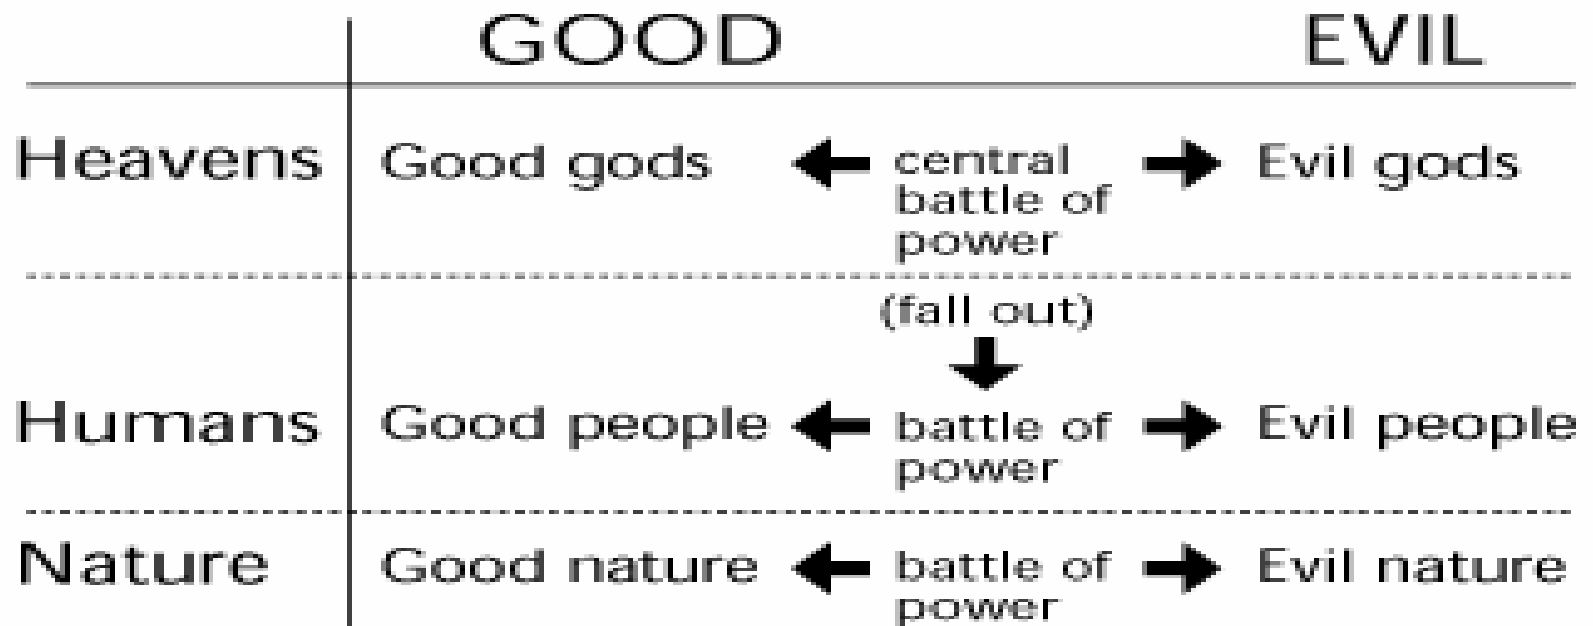 GOOD EVIL
Heavens Good gods central Evil gods
battle of
power
(fall out)
Humans Good people battle of Evil people
power
Nature Good nature battle of Evil nature
power